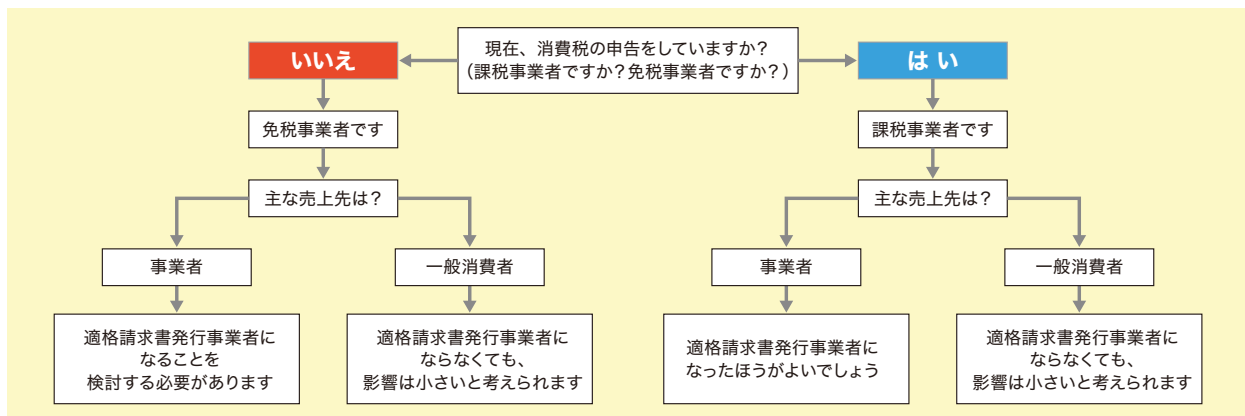 現在、消費税の申告をしていますか？
（課税事業者ですか？免税事業者ですか？）
いいえ
はい
免税事業者です
課税事業者です
主な売上先は？
主な売上先は？
事業者
一般消費者
事業者
一般消費者
適格請求書発行事業者に
なることを
検討する必要があります
適格請求書発行事業者に
ならなくても、
影響は小さいと考えられます
適格請求書発行事業者に
なったほうがよいでしょう
適格請求書発行事業者に
ならなくても、
影響は小さいと考えられます